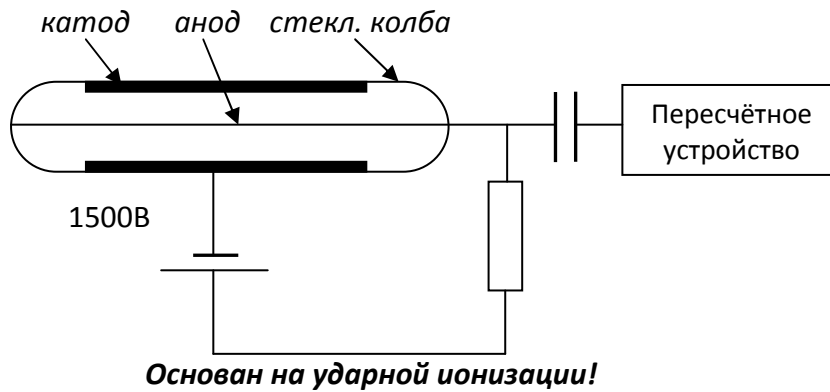 катод анод стекл. колба
Пересчётное
устройство
1500В
Основан на ударной ионизации!